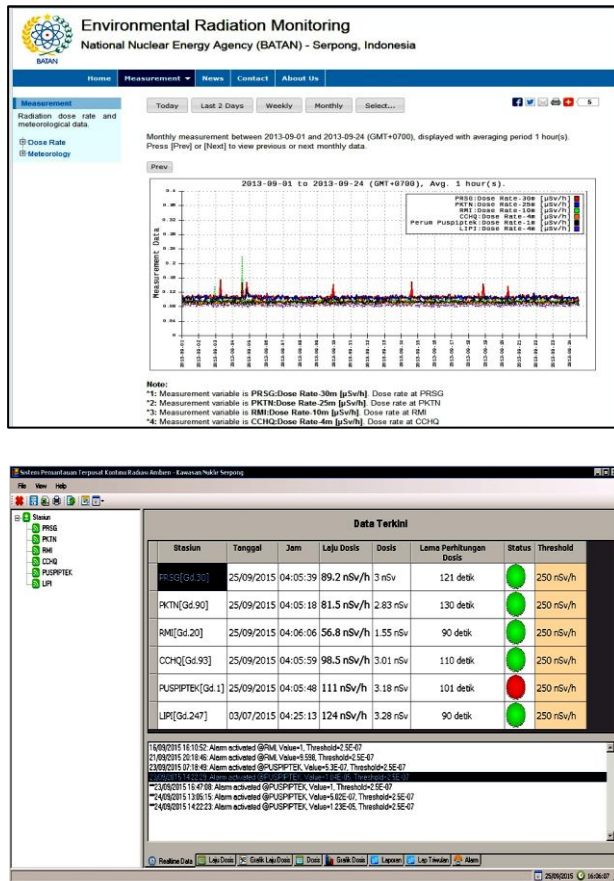 Environmental Radiation Monitoring
National Nuclear Energy Agency (BATAN) - Serpong, Indonesia
BATAN
Home Measurement News Contact About Us
Measurement
Radiation dose rate and
meteorological data.
Dose Rate
Meteorology
Today Last 2 Days Weekly Monthly Select...
5
Monthly measurement between 2013-09-01 and 2013-09-24 (GMT+0700), displayed with averaging period 1 hour(s).
Press [Prev] or [Next] to view previous or next monthly data.
Prev
2013-09-01 to 2013-09-24 (GMT+0700), Avg. 1 hour(s).
PRSG:Dose Rate-30m [µSv/h]
PKTN:Dose Rate-25m [µSv/h]
RMI:Dose Rate-10m [µSv/h]
CCHQ:Dose Rate-4m [µSv/h]
Perum Puspiptek:Dose Rate-1m [µSv/h]
LIPI:Dose Rate-4m [µSv/h]
Measurement Data
Note:
*1: Measurement variable is PRSG:Dose Rate-30m [µSv/h]. Dose rate at PRSG
*2: Measurement variable is PKTN:Dose Rate-25m [µSv/h]. Dose rate at PKTN
*3: Measurement variable is RMI:Dose Rate-10m [µSv/h]. Dose rate at RMI
*4: Measurement variable is CCHQ:Dose Rate-4m [µSv/h]. Dose rate at CCHQ
Sistem Pemantauan Terpusat Kontinu Radiasi Ambien - Kawasan Nuklir Serpong
File View Help
Stasiun
PRSG
PKTN
RMI
CCHQ
PUSPIPTEK
LIPI
Data Terkini
Stasiun Tanggal Jam Laju Dosis Dosis Lama Perhitungan Dosis Status Threshold
PRSG[Gd.30] 25/09/2015 04:05:39 89.2 nSv/h 3 nSv 121 detik 250 nSv/h
PKTN[Gd.90] 25/09/2015 04:05:18 81.5 nSv/h 2.83 nSv 130 detik 250 nSv/h
RMI[Gd.20] 25/09/2015 04:06:06 56.8 nSv/h 1.55 nSv 90 detik 250 nSv/h
CCHQ[Gd.93] 25/09/2015 04:05:59 98.5 nSv/h 3.01 nSv 110 detik 250 nSv/h
PUSPIPTEK[Gd.1] 25/09/2015 04:05:48 111 nSv/h 3.18 nSv 101 detik 250 nSv/h
LIPI[Gd.247] 03/07/2015 04:25:13 124 nSv/h 3.28 nSv 90 detik 250 nSv/h
16/09/2015 16:10:52: Alarm activated @RMI, Value=1, Threshold=2.5E-07
21/09/2015 20:18:46: Alarm activated @RMI, Value=9.598, Threshold=2.5E-07
23/09/2015 07:18:49: Alarm activated @PUSPIPTEK, Value=5.3E-07, Threshold=2.5E-07
23/09/2015 14:22:29: Alarm activated @PUSPIPTEK, Value=1.04E-05, Threshold=2.5E-07
**23/09/2015 16:47:08: Alarm activated @PUSPIPTEK, Value=1, Threshold=2.5E-07
**24/09/2015 13:05:15: Alarm activated @PUSPIPTEK, Value=5.02E-07, Threshold=2.5E-07
**24/09/2015 14:22:23: Alarm activated @PUSPIPTEK, Value=1.23E-05, Threshold=2.5E-07
Realtime Data Laju Dosis Grafik Laju Dosis Dosis Grafik Dosis Laporan Lap Triwulan Alarm
25/09/2015 16:06:07